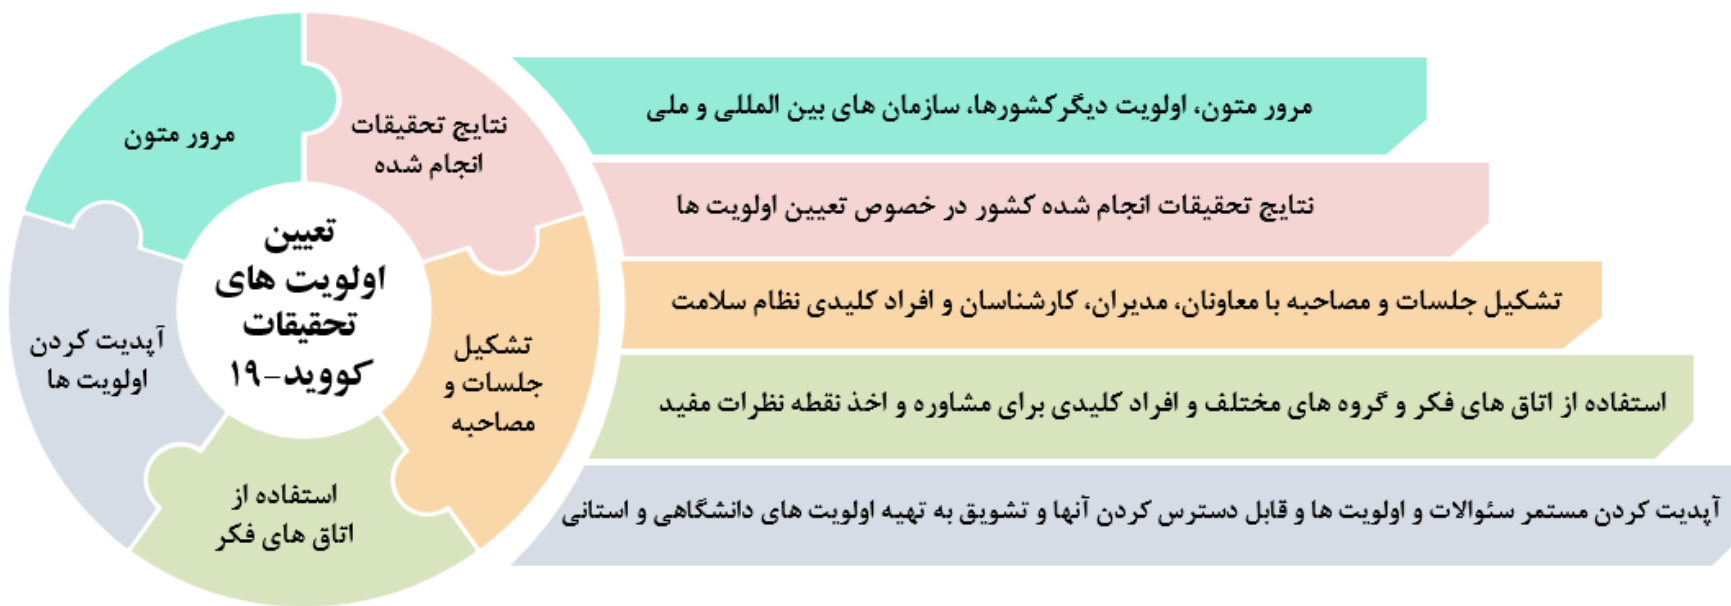 مرور متون
نتایج تحقیقات
انجام شده
تشکیل
جلسات و
مصاحبه
استفاده از
اتاق های فکر
آپدیت کردن
اولویت ها
تعیین
اولویت های
تحقیقات
کووید-۱۹
مرور متون، اولویت دیگر کشورها، سازمان های بین المللی و ملی
نتایج تحقیقات انجام شده کشور در خصوص تعیین اولویت ها
تشکیل جلسات و مصاحبه با معاونان، مدیران، کارشناسان و افراد کلیدی نظام سلامت
استفاده از اتاق های فکر و گروه های مختلف و افراد کلیدی برای مشاوره و اخذ نقطه نظرات مفید
آپدیت کردن مستمر سئوالات و اولویت ها و قابل دسترس کردن آنها و تشویق به تهیه اولویت های دانشگاهی و استانی